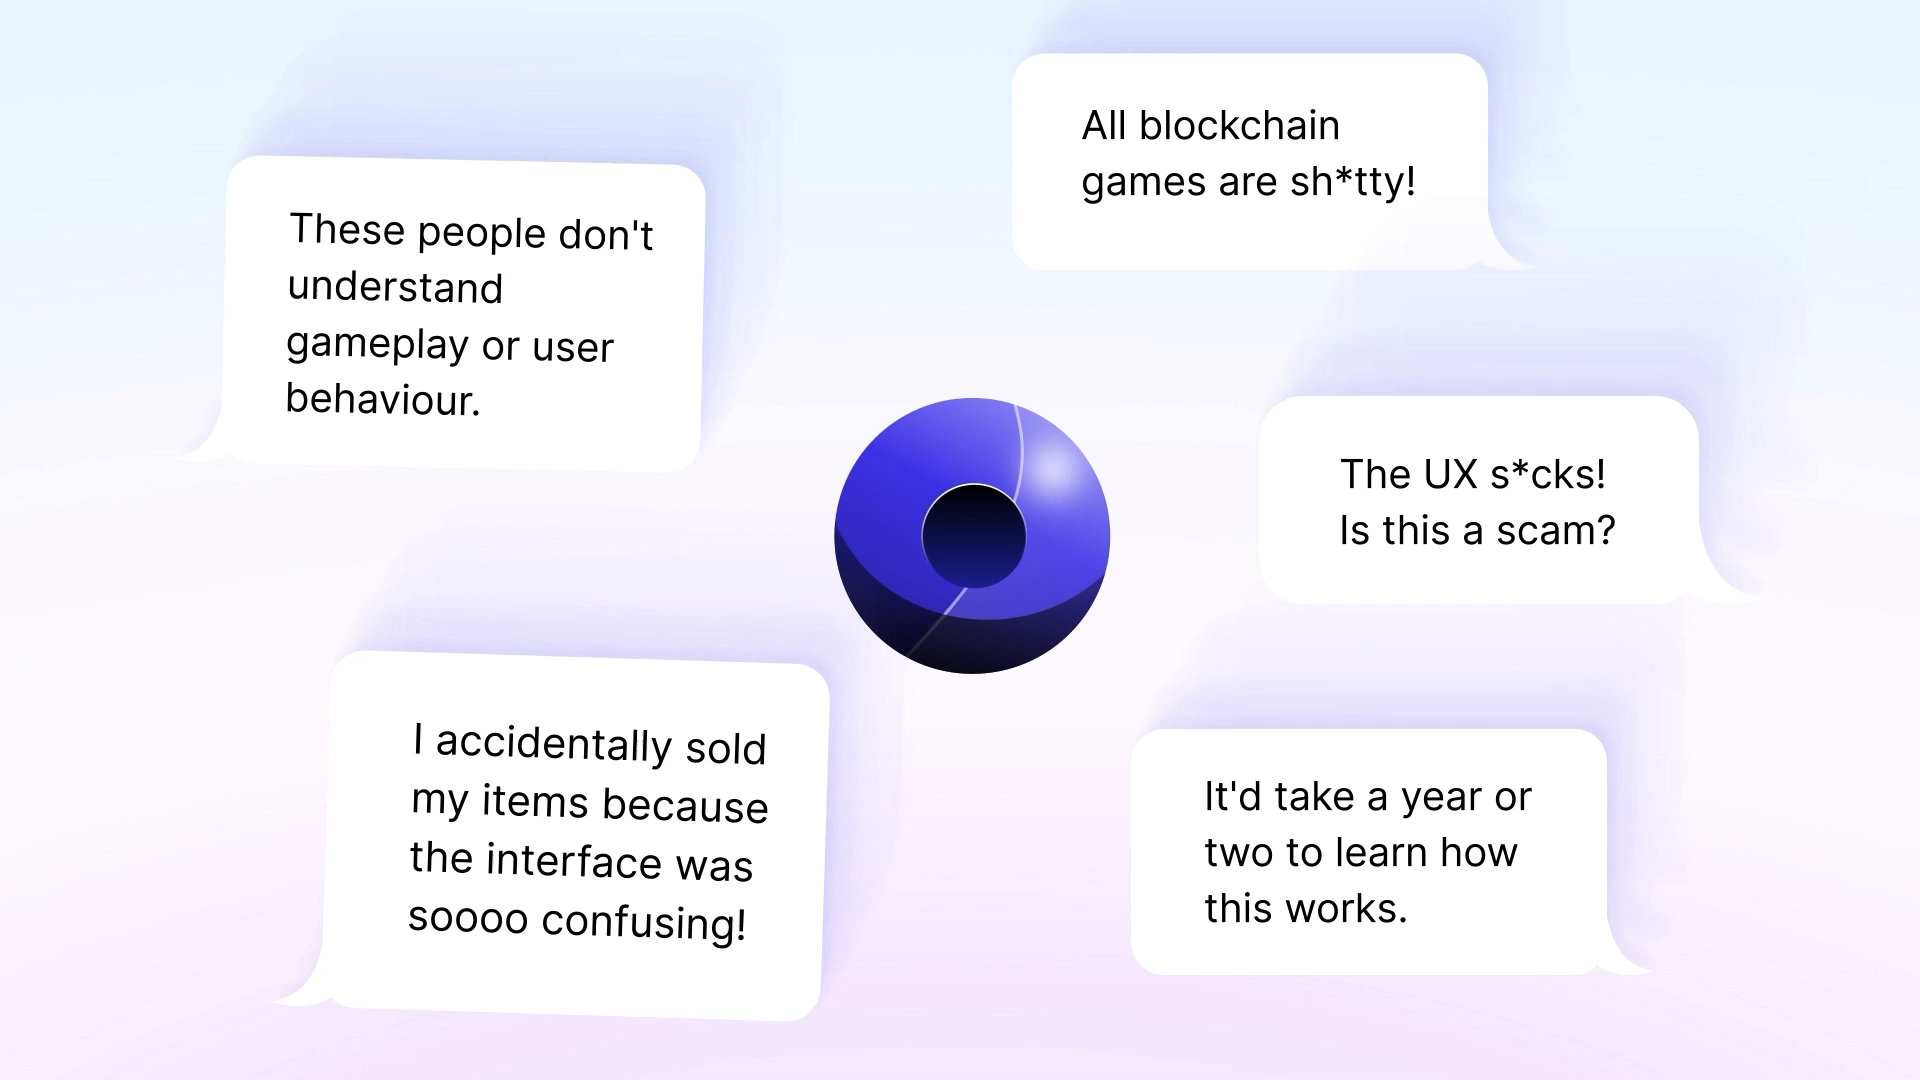 These people don't
understand
gameplay or user
behaviour.
All blockchain
games are sh*tty!
The UX s*cks!
Is this a scam?
I accidentally sold
my items because
the interface was
soooo confusing!
It'd take a year or
two to learn how
this works.